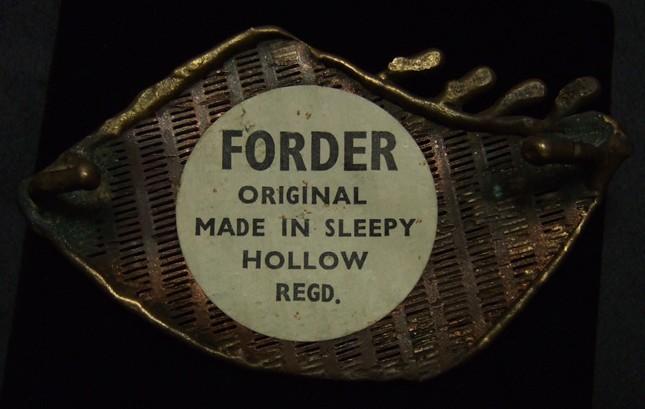 FORDER
ORIGINAL
MADE IN SLEEPY
HOLLOW
REGD.